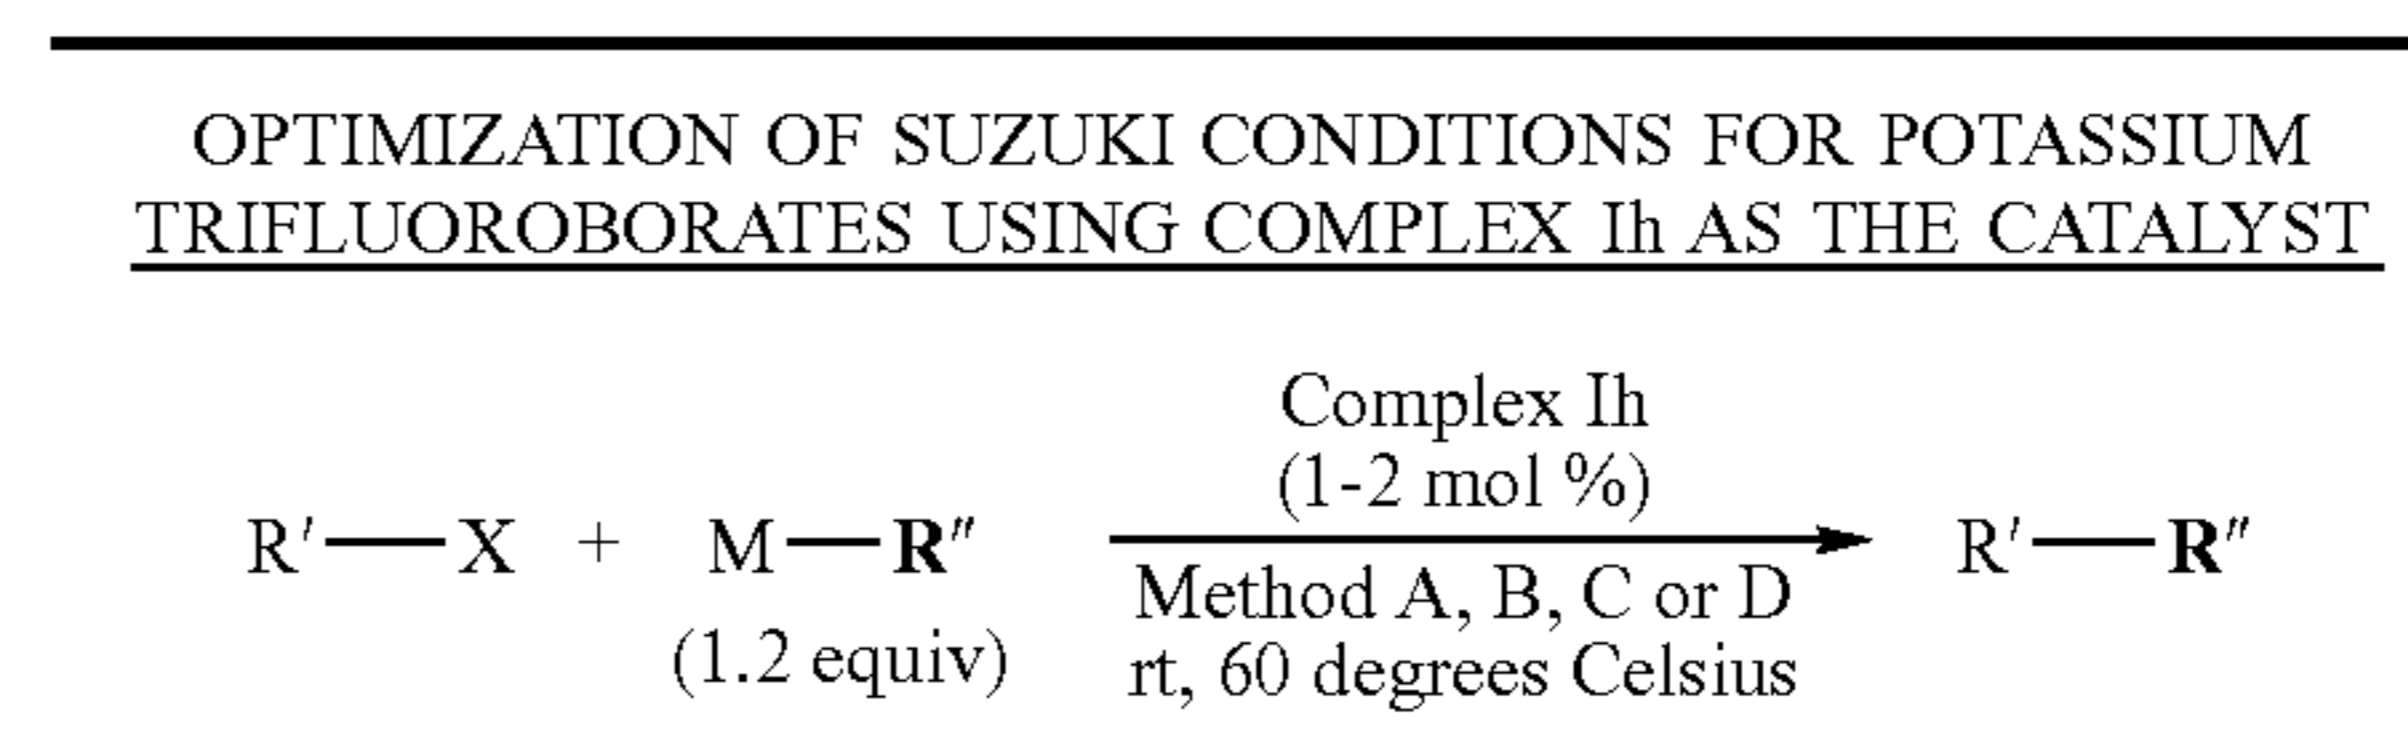 OPTIMIZATION OF SUZUKI CONDITIONS FOR POTASSIUM
TRIFLUOROBORATES USING COMPLEX Ih AS THE CATALYST
Complex Ih
(1-2 mol %)
R′—X + M—R″ R′—R″
(1.2 equiv)
Method A, B, C or D
rt, 60 degrees Celsius